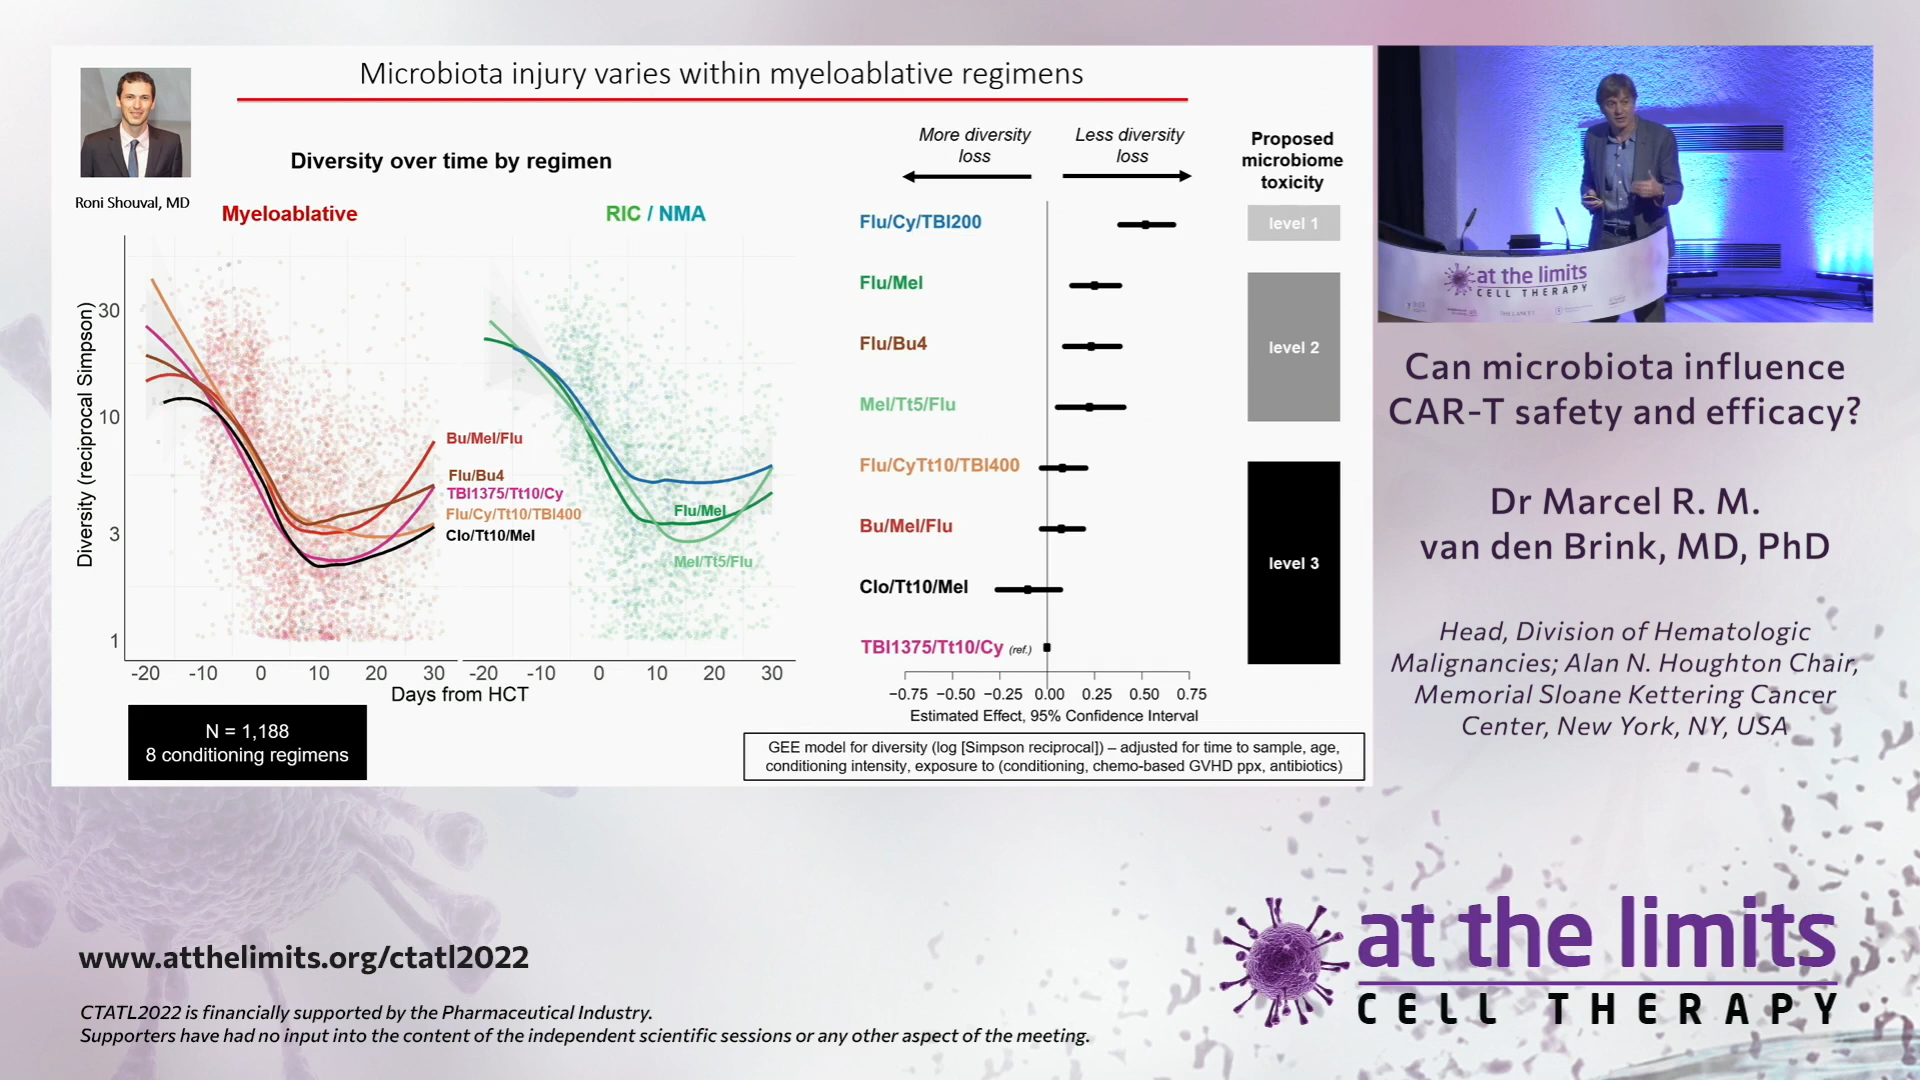 Microbiota injury varies within myeloablative regimens
Roni Shouval, MD
Diversity over time by regimen
Myeloablative
RIC / NMA
Diversity (reciprocal Simpson)
30
10
3
1
Bu/Mel/Flu
Flu/Bu4
TBI1375/Tt10/Cy
Flu/Cy/Tt10/TBI400
Clo/Tt10/Mel
Flu/Mel
Mel/Tt5/Flu
-20 -10 0 10 20 30 -20 -10 0 10 20 30
Days from HCT
N = 1,188
8 conditioning regimens
More diversity
loss
Less diversity
loss
Proposed
microbiome
toxicity
Flu/Cy/TBI200
level 1
Flu/Mel
Flu/Bu4
level 2
Mel/Tt5/Flu
Flu/CyTt10/TBI400
Bu/Mel/Flu
level 3
Clo/Tt10/Mel
TBI1375/Tt10/Cy (ref.)
−0.75 −0.50 −0.25 0.00 0.25 0.50 0.75
Estimated Effect, 95% Confidence Interval
GEE model for diversity (log [Simpson reciprocal]) – adjusted for time to sample, age,
conditioning intensity, exposure to (conditioning, chemo-based GVHD ppx, antibiotics)
at the limits
CELL THERAPY
THE LANCET
Can microbiota influence
CAR-T safety and efficacy?
Dr Marcel R. M.
van den Brink, MD, PhD
Head, Division of Hematologic
Malignancies; Alan N. Houghton Chair,
Memorial Sloane Kettering Cancer
Center, New York, NY, USA
www.atthelimits.org/ctatl2022
CTATL2022 is financially supported by the Pharmaceutical Industry.
Supporters have had no input into the content of the independent scientific sessions or any other aspect of the meeting.
at the limits
CELL THERAPY